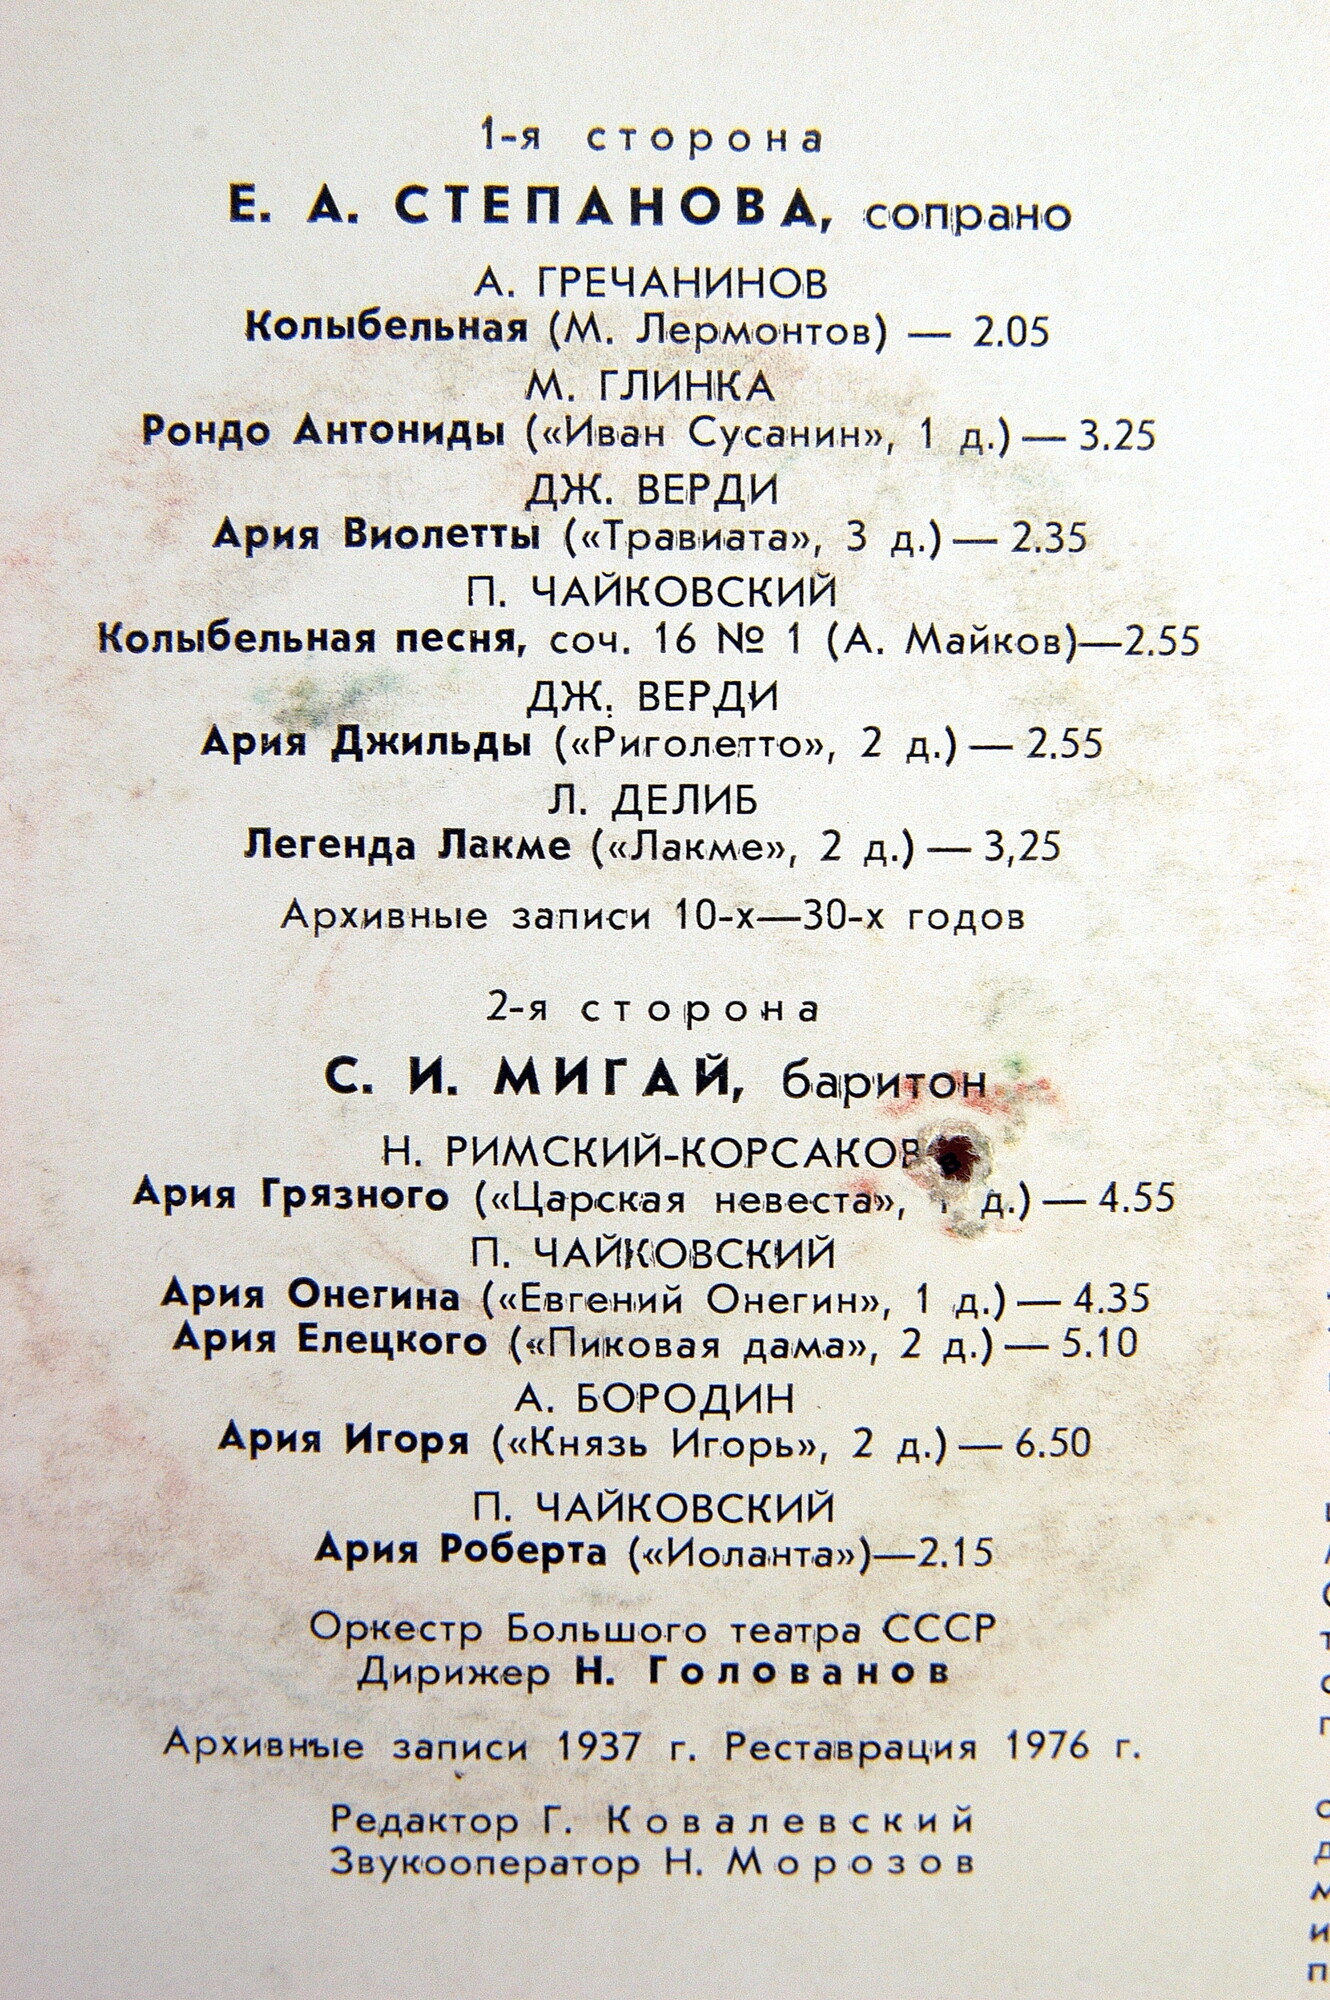 1-я сторона
Е. А. СТЕПАНОВА, сопрано
А. ГРЕЧАНИНОВ
Колыбельная (М. Лермонтов) — 2.05
М. ГЛИНКА
Рондо Антониды («Иван Сусанин», 1 д.) — 3.25
ДЖ. ВЕРДИ
Ария Виолетты («Травиата», 3 д.) — 2.35
П. ЧАЙКОВСКИЙ
Колыбельная песня, соч. 16 № 1 (А. Майков)—2.55
ДЖ. ВЕРДИ
Ария Джильды («Риголетто», 2 д.) — 2.55
Л. ДЕЛИБ
Легенда Лакме («Лакме», 2 д.) — 3,25
Архивные записи 10-х—30-х годов
2-я сторона
С. И. МИГАЙ, баритон
Н. РИМСКИЙ-КОРСАКОВ
Ария Грязного («Царская невеста», д.) — 4.55
П. ЧАЙКОВСКИЙ
Ария Онегина («Евгений Онегин», 1 д.) — 4.35
Ария Елецкого («Пиковая дама», 2 д.) — 5.10
А. БОРОДИН
Ария Игоря («Князь Игорь», 2 д.) — 6.50
П. ЧАЙКОВСКИЙ
Ария Роберта («Иоланта»)—2.15
Оркестр Большого театра СССР
Дирижер Н. Голованов
Архивные записи 1937 г. Реставрация 1976 г.
Редактор Г. Ковалевский
Звукооператор Н. Морозов